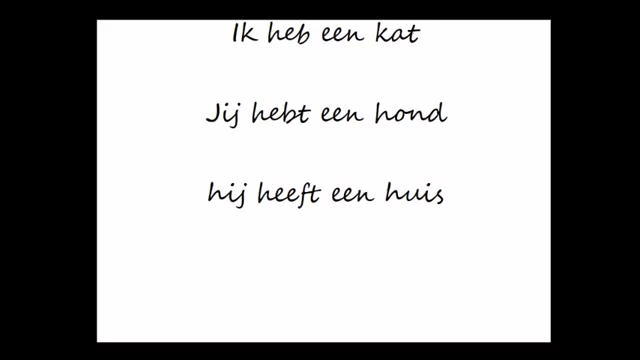 Ik heb een kat
Jij hebt een hond
hij heeft een huis